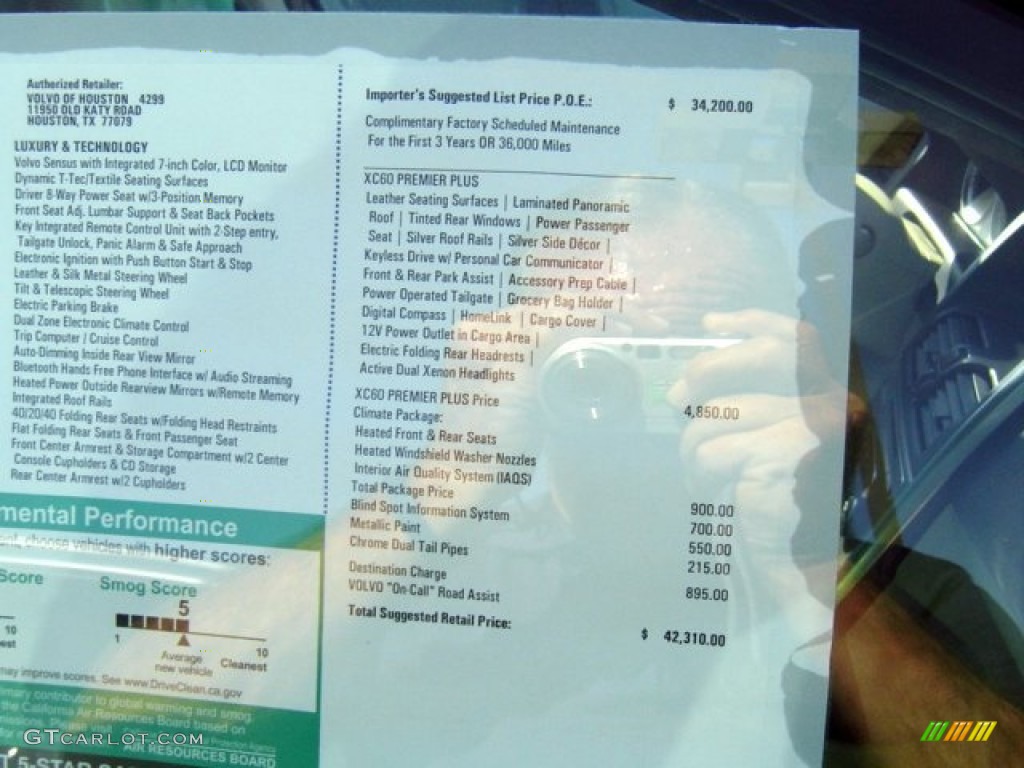 Authorized Retailer:
VOLVO OF HOUSTON 4299
11950 OLD KATY ROAD
HOUSTON, TX 77079
LUXURY & TECHNOLOGY
Volvo Sensus with Integrated 7-inch Color, LCD Monitor
Dynamic T-Tec/Textile Seating Surfaces
Driver 8-Way Power Seat w/3-Position Memory
Front Seat Adj. Lumbar Support & Seat Back Pockets
Key Integrated Remote Control Unit with 2-Step entry,
Tailgate Unlock, Panic Alarm & Safe Approach
Electronic Ignition with Push Button Start & Stop
Leather & Silk Metal Steering Wheel
Tilt & Telescopic Steering Wheel
Electric Parking Brake
Dual Zone Electronic Climate Control
Trip Computer / Cruise Control
Auto-Dimming Inside Rear View Mirror
Bluetooth Hands Free Phone Interface w/ Audio Streaming
Heated Power Outside Rearview Mirrors w/Remote Memory
Integrated Roof Rails
40/20/40 Folding Rear Seats w/Folding Head Restraints
Flat Folding Rear Seats & Front Passenger Seat
Front Center Armrest & Storage Compartment w/2 Center
Console Cupholders & CD Storage
Rear Center Armrest w/2 Cupholders
mental Performance
choose vehicles with higher scores:
Score Smog Score
5
10 1 10
Average Cleanest
new vehicle
may improve scores. See www.DriveClean.ca.gov
contributor to global warming and smog.
the California Air Resources Board based on
AIR RESOURCES BOARD
5-STAR
Importer's Suggested List Price P.O.E.: $ 34,200.00
Complimentary Factory Scheduled Maintenance
For the First 3 Years OR 36,000 Miles
XC60 PREMIER PLUS
Leather Seating Surfaces | Laminated Panoramic
Roof | Tinted Rear Windows | Power Passenger
Seat | Silver Roof Rails | Silver Side Décor |
Keyless Drive w/ Personal Car Communicator |
Front & Rear Park Assist | Accessory Prep Cable |
Power Operated Tailgate | Grocery Bag Holder |
Digital Compass | HomeLink | Cargo Cover |
12V Power Outlet in Cargo Area |
Electric Folding Rear Headrests |
Active Dual Xenon Headlights
XC60 PREMIER PLUS Price 4,850.00
Climate Package:
Heated Front & Rear Seats
Heated Windshield Washer Nozzles
Interior Air Quality System (IAQS)
Total Package Price 900.00
Blind Spot Information System 700.00
Metallic Paint 550.00
Chrome Dual Tail Pipes 215.00
Destination Charge 895.00
VOLVO "On-Call" Road Assist
Total Suggested Retail Price: $ 42,310.00
GTCARLOT.COM